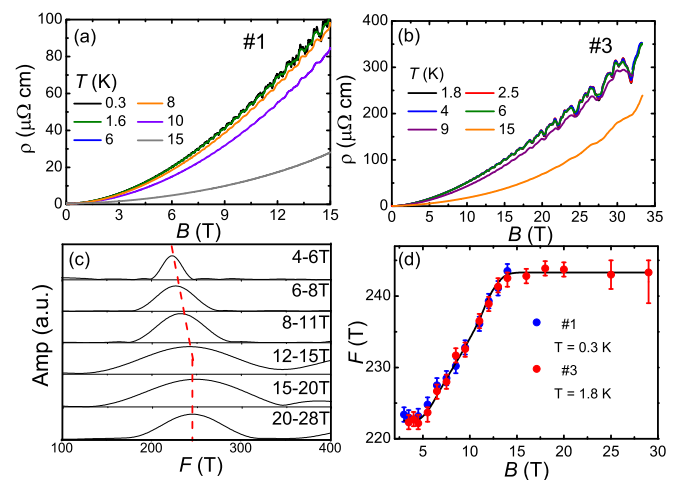 (a)
#1
T (K)
0.3
8
1.6
10
6
15
ρ (μΩ cm)
100
80
60
40
20
0
0
3
6
9
12
15
B (T)
(b)
#3
T (K)
1.8
2.5
4
6
9
15
ρ (μΩ cm)
400
300
200
100
0
0
5
10
15
20
25
30
35
B (T)
(c)
4-6T
6-8T
8-11T
12-15T
15-20T
20-28T
Amp (a.u.)
100
200
300
400
F (T)
(d)
#1
T = 0.3 K
#3
T = 1.8 K
F (T)
240
230
220
0
5
10
15
20
25
30
B (T)